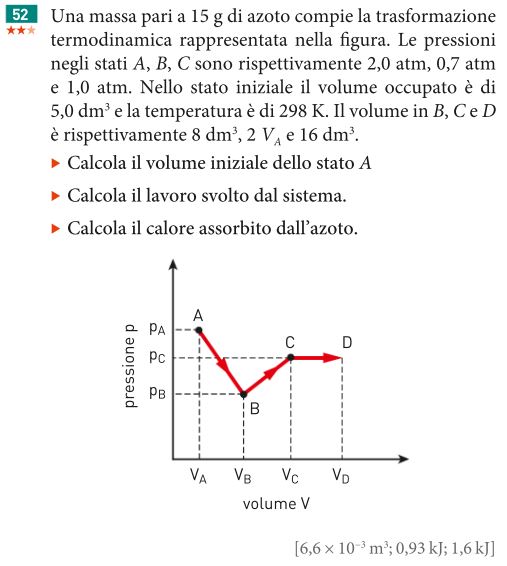 52 Una massa pari a 15 g di azoto compie la trasformazione
termodinamica rappresentata nella figura. Le pressioni
negli stati A, B, C sono rispettivamente 2,0 atm, 0,7 atm
e 1,0 atm. Nello stato iniziale il volume occupato è di
5,0 dm³ e la temperatura è di 298 K. Il volume in B, C e D
è rispettivamente 8 dm³, 2 V_A e 16 dm³.
▶ Calcola il volume iniziale dello stato A
▶ Calcola il lavoro svolto dal sistema.
▶ Calcola il calore assorbito dall'azoto.
pressione p
p_A
p_C
p_B
A
C
D
B
V_A V_B V_C V_D
volume V
[6,6 × 10⁻³ m³; 0,93 kJ; 1,6 kJ]